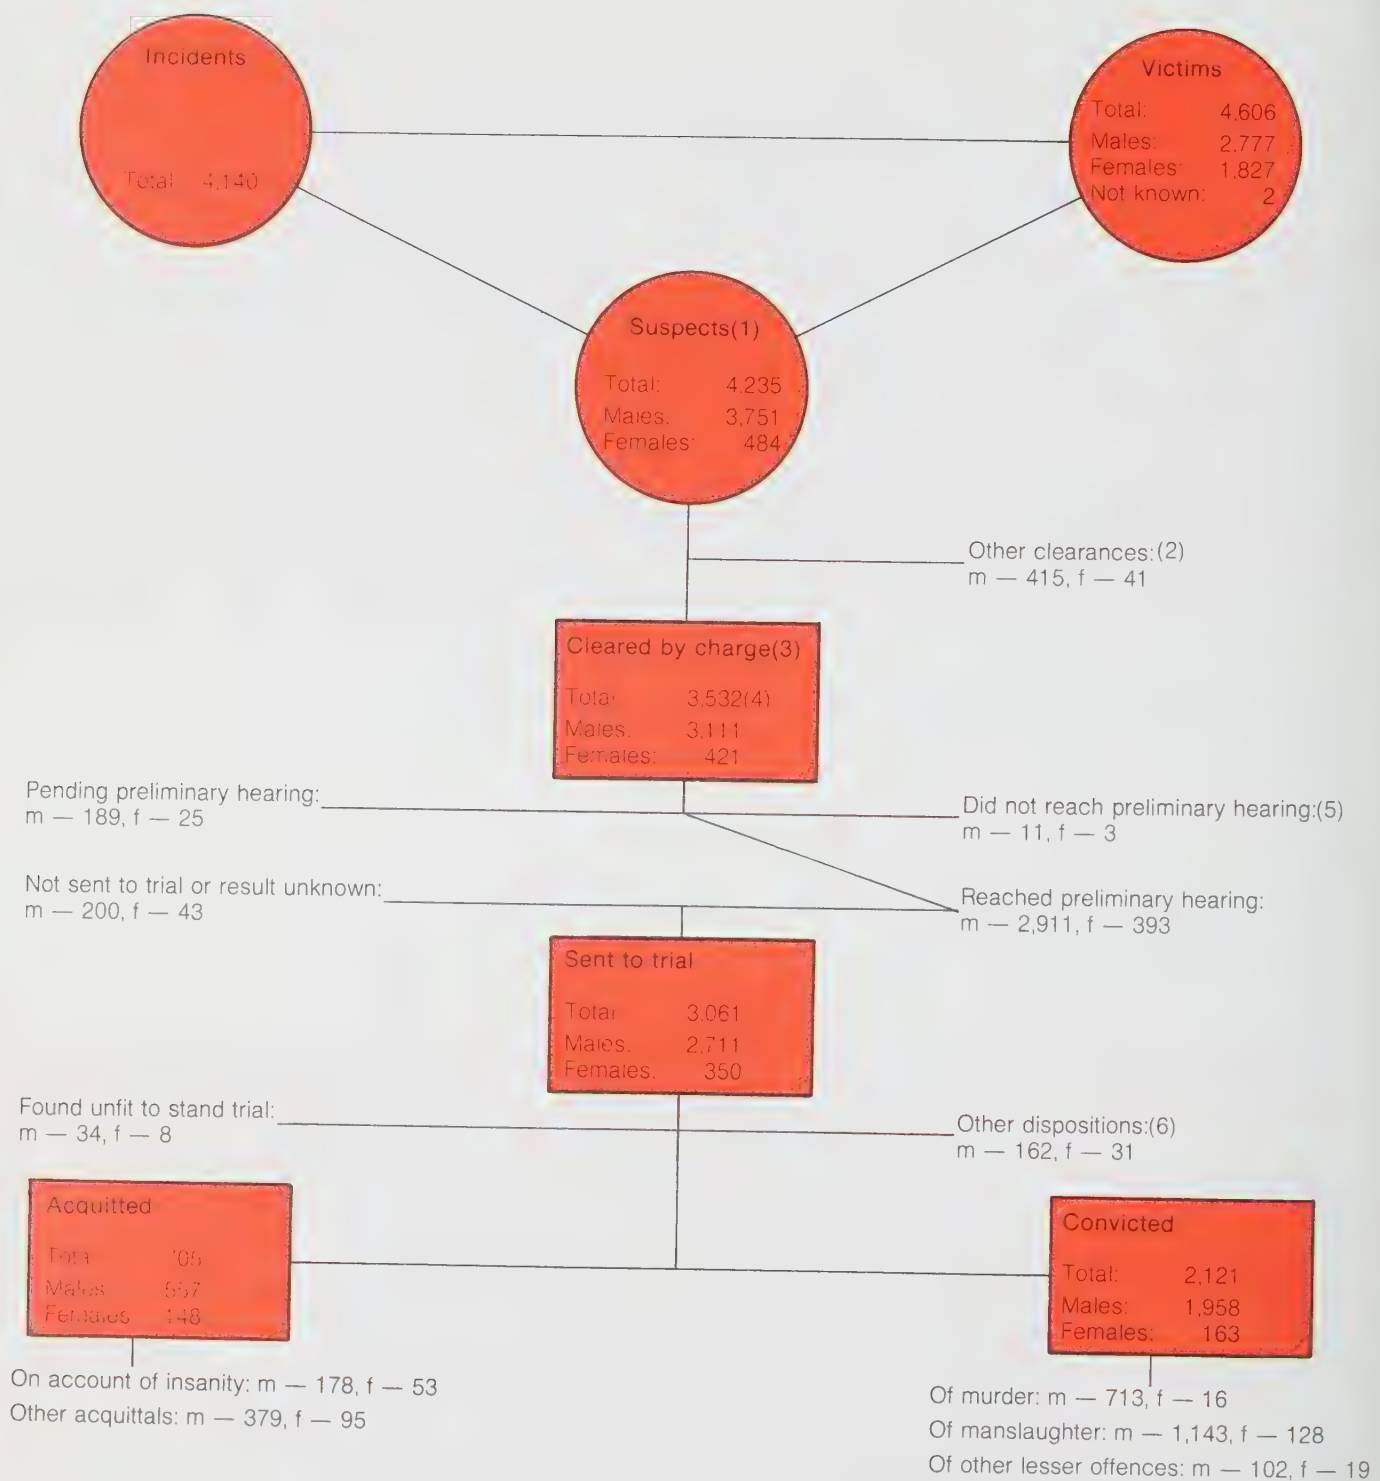 Incidents
Total 4,140
Victims
Total: 4,606
Males: 2,777
Females: 1,827
Not known: 2
Suspects(1)
Total: 4,235
Males. 3,751
Females: 484
Other clearances:(2)
m — 415, f — 41
Cleared by charge(3)
Total 3,532(4)
Males. 3,111
Females: 421
Pending preliminary hearing:
m — 189, f — 25
Did not reach preliminary hearing:(5)
m — 11, f — 3
Not sent to trial or result unknown:
m — 200, f — 43
Reached preliminary hearing:
m — 2,911, f — 393
Sent to trial
Total 3,061
Males. 2,711
Females. 350
Found unfit to stand trial:
m — 34, f — 8
Other dispositions:(6)
m — 162, f — 31
Acquitted
Total 705
Males 557
Females 148
Convicted
Total: 2,121
Males: 1,958
Females: 163
On account of insanity: m — 178, f — 53
Other acquittals: m — 379, f — 95
Of murder: m — 713, f — 16
Of manslaughter: m — 1,143, f — 128
Of other lesser offences: m — 102, f — 19